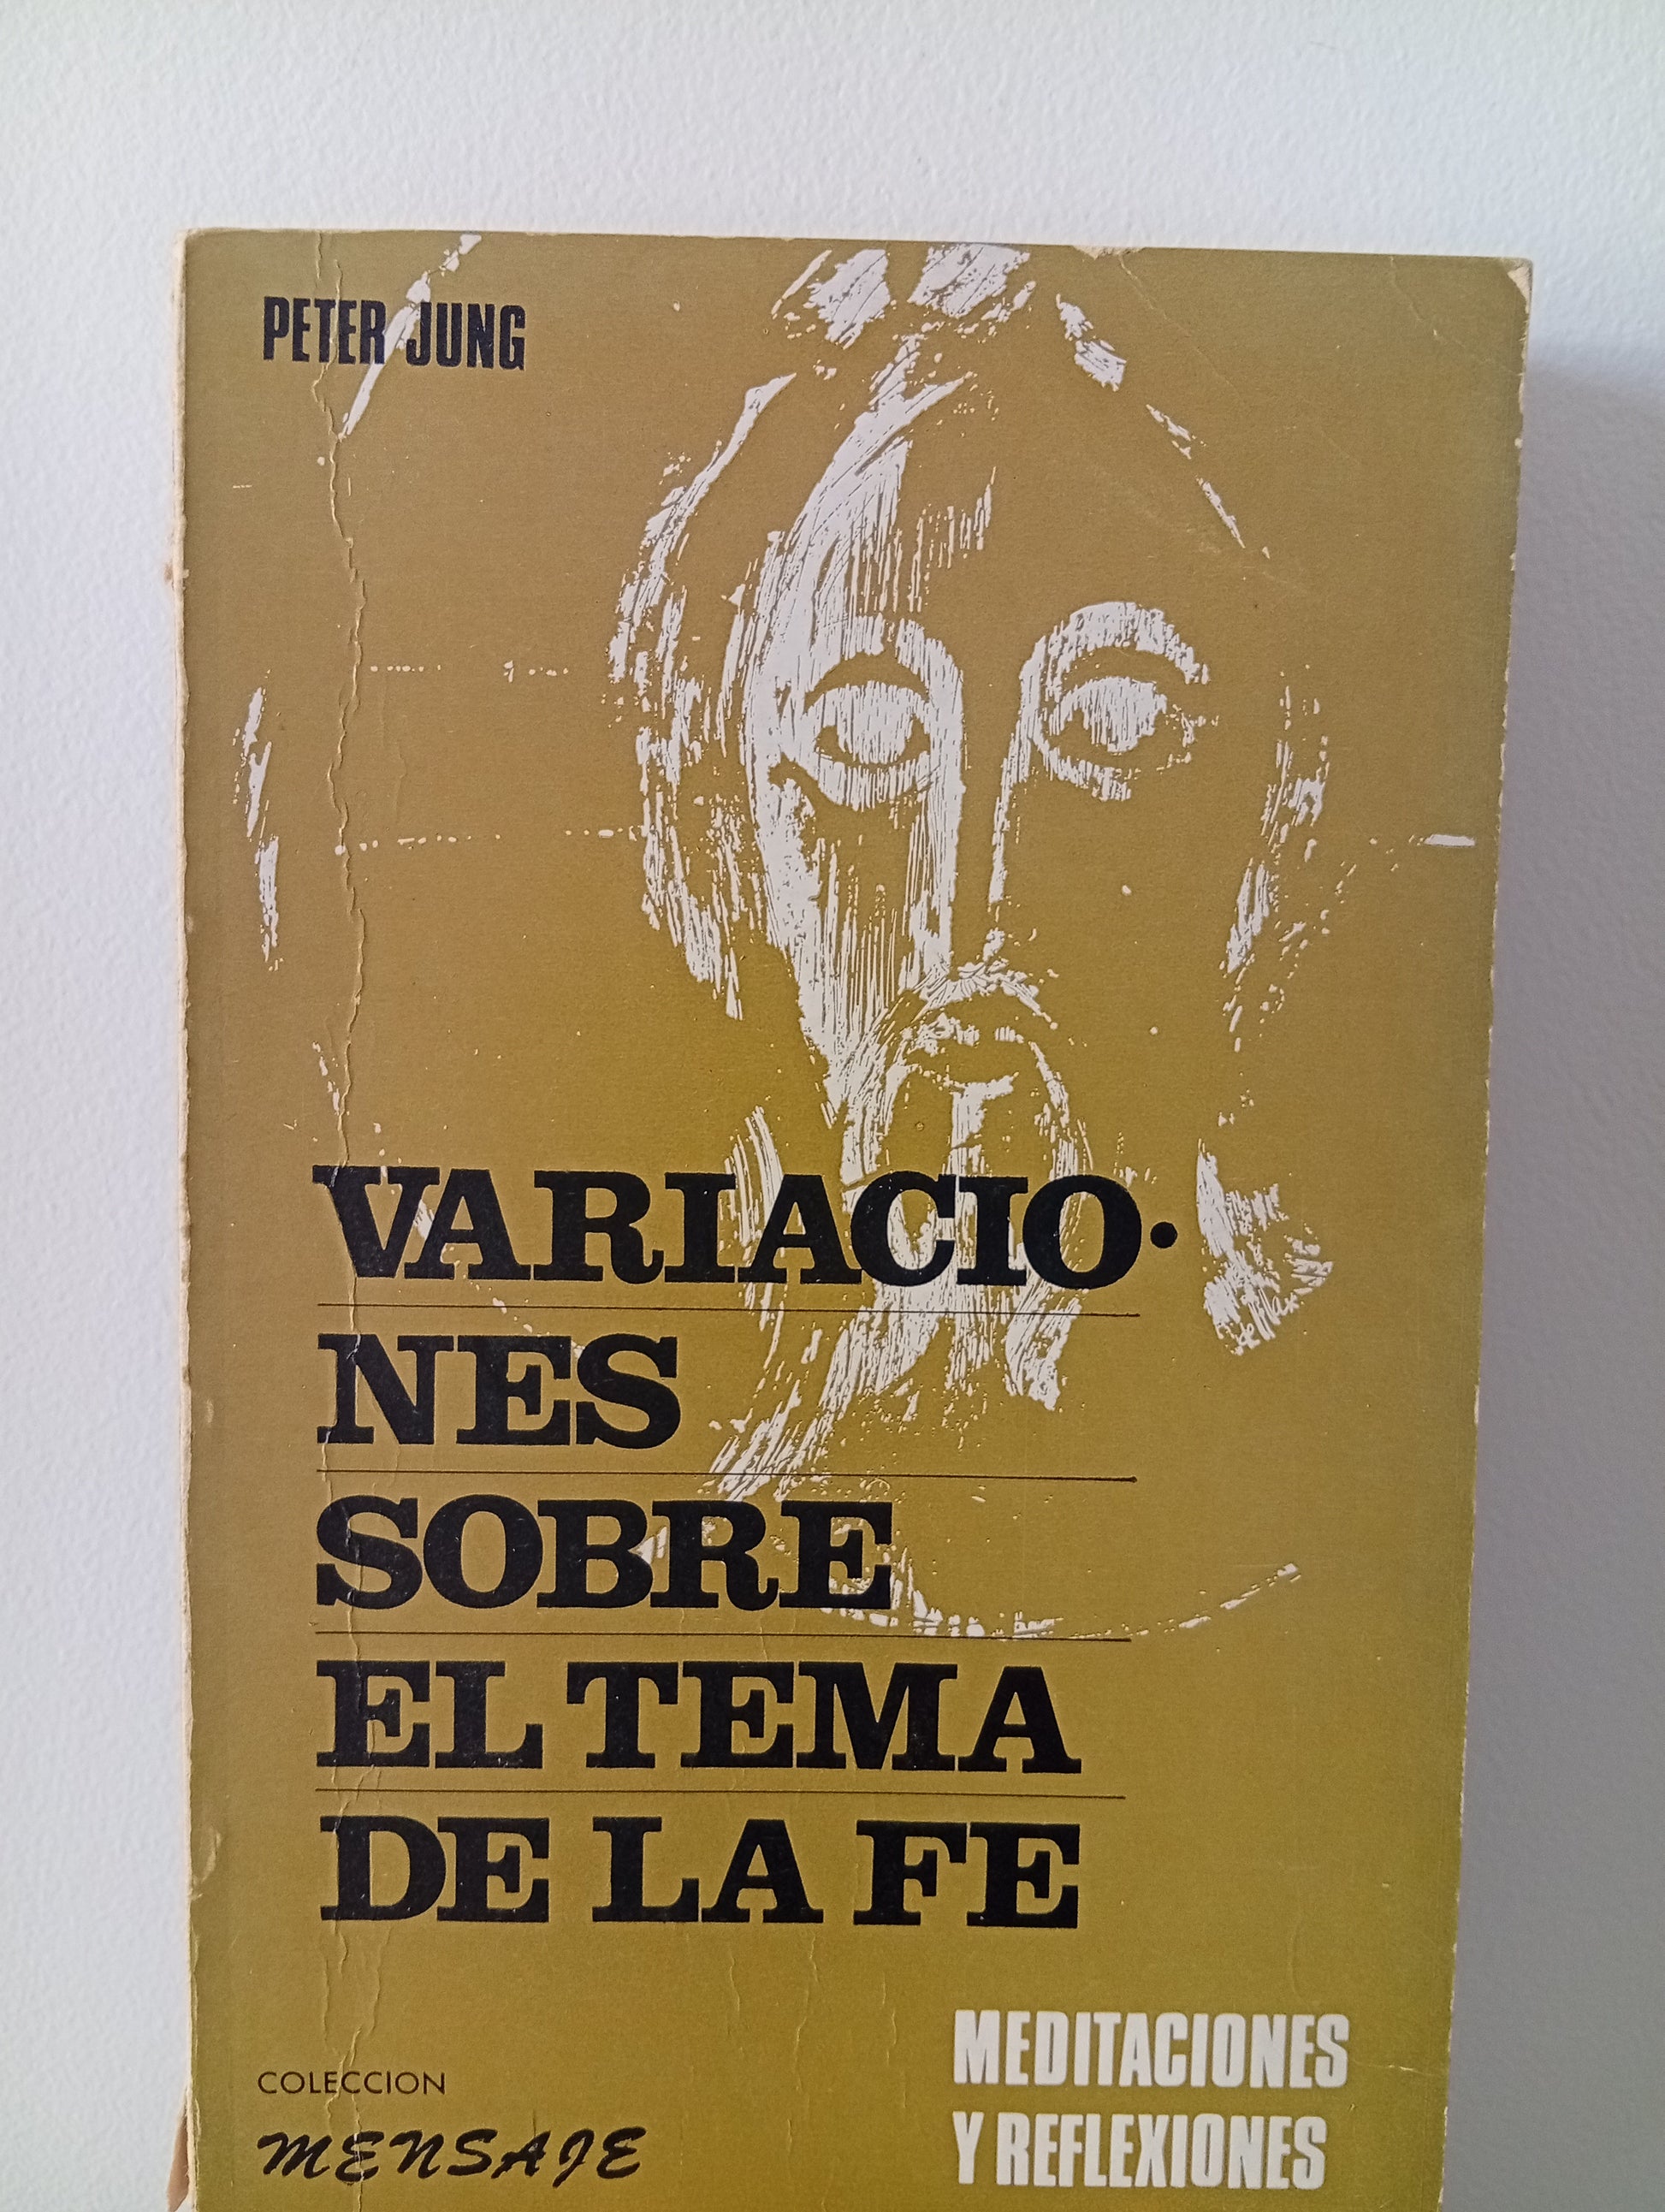 PETER JUNG
VARIACIO·
NES
SOBRE
EL TEMA
DE LA FE
COLECCION
MENSAJE
MEDITACIONES
Y REFLEXIONES